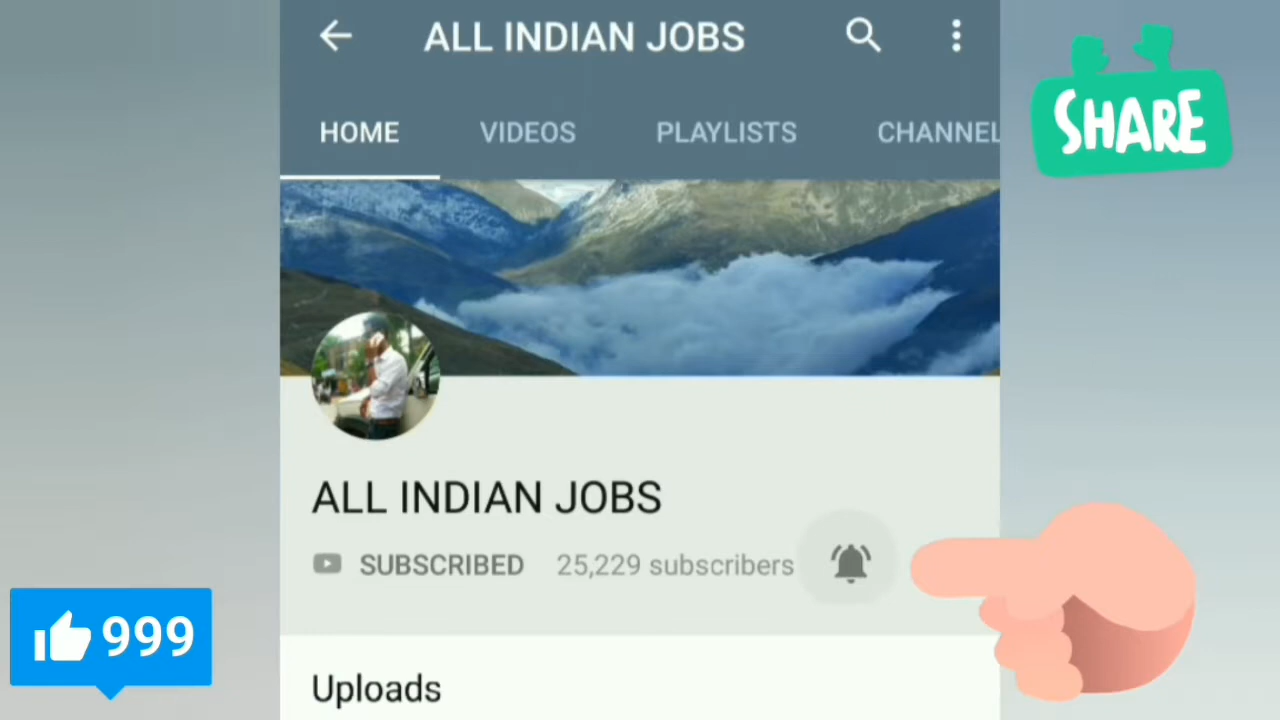 ALL INDIAN JOBS
SHARE
HOME VIDEOS PLAYLISTS CHANNEL
ALL INDIAN JOBS
SUBSCRIBED 25,229 subscribers
999
Uploads